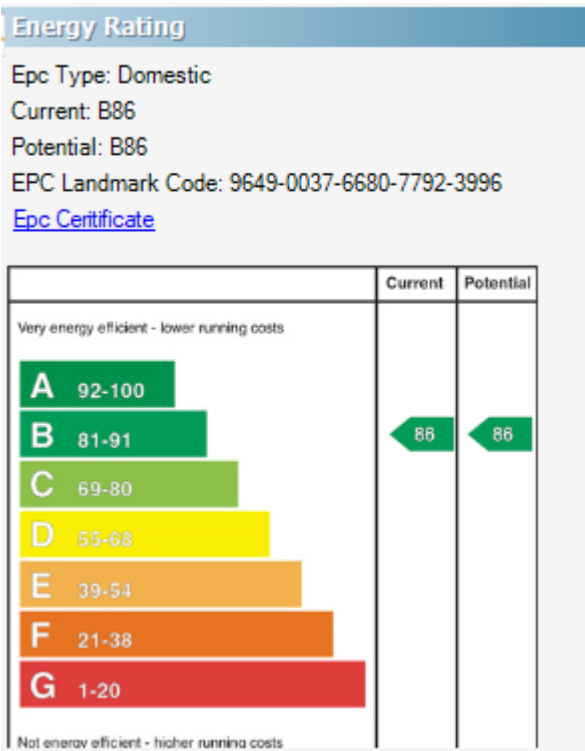 Energy Rating
Epc Type: Domestic
Current: B86
Potential: B86
EPC Landmark Code: 9649-0037-6680-7792-3996
Epc Ceritificate
Current Potential
Very energy efficient - lower running costs
A 92-100
B 81-91 86 86
C 69-80
D 55-68
E 39-54
F 21-38
G 1-20
Not energy efficient - higher running costs